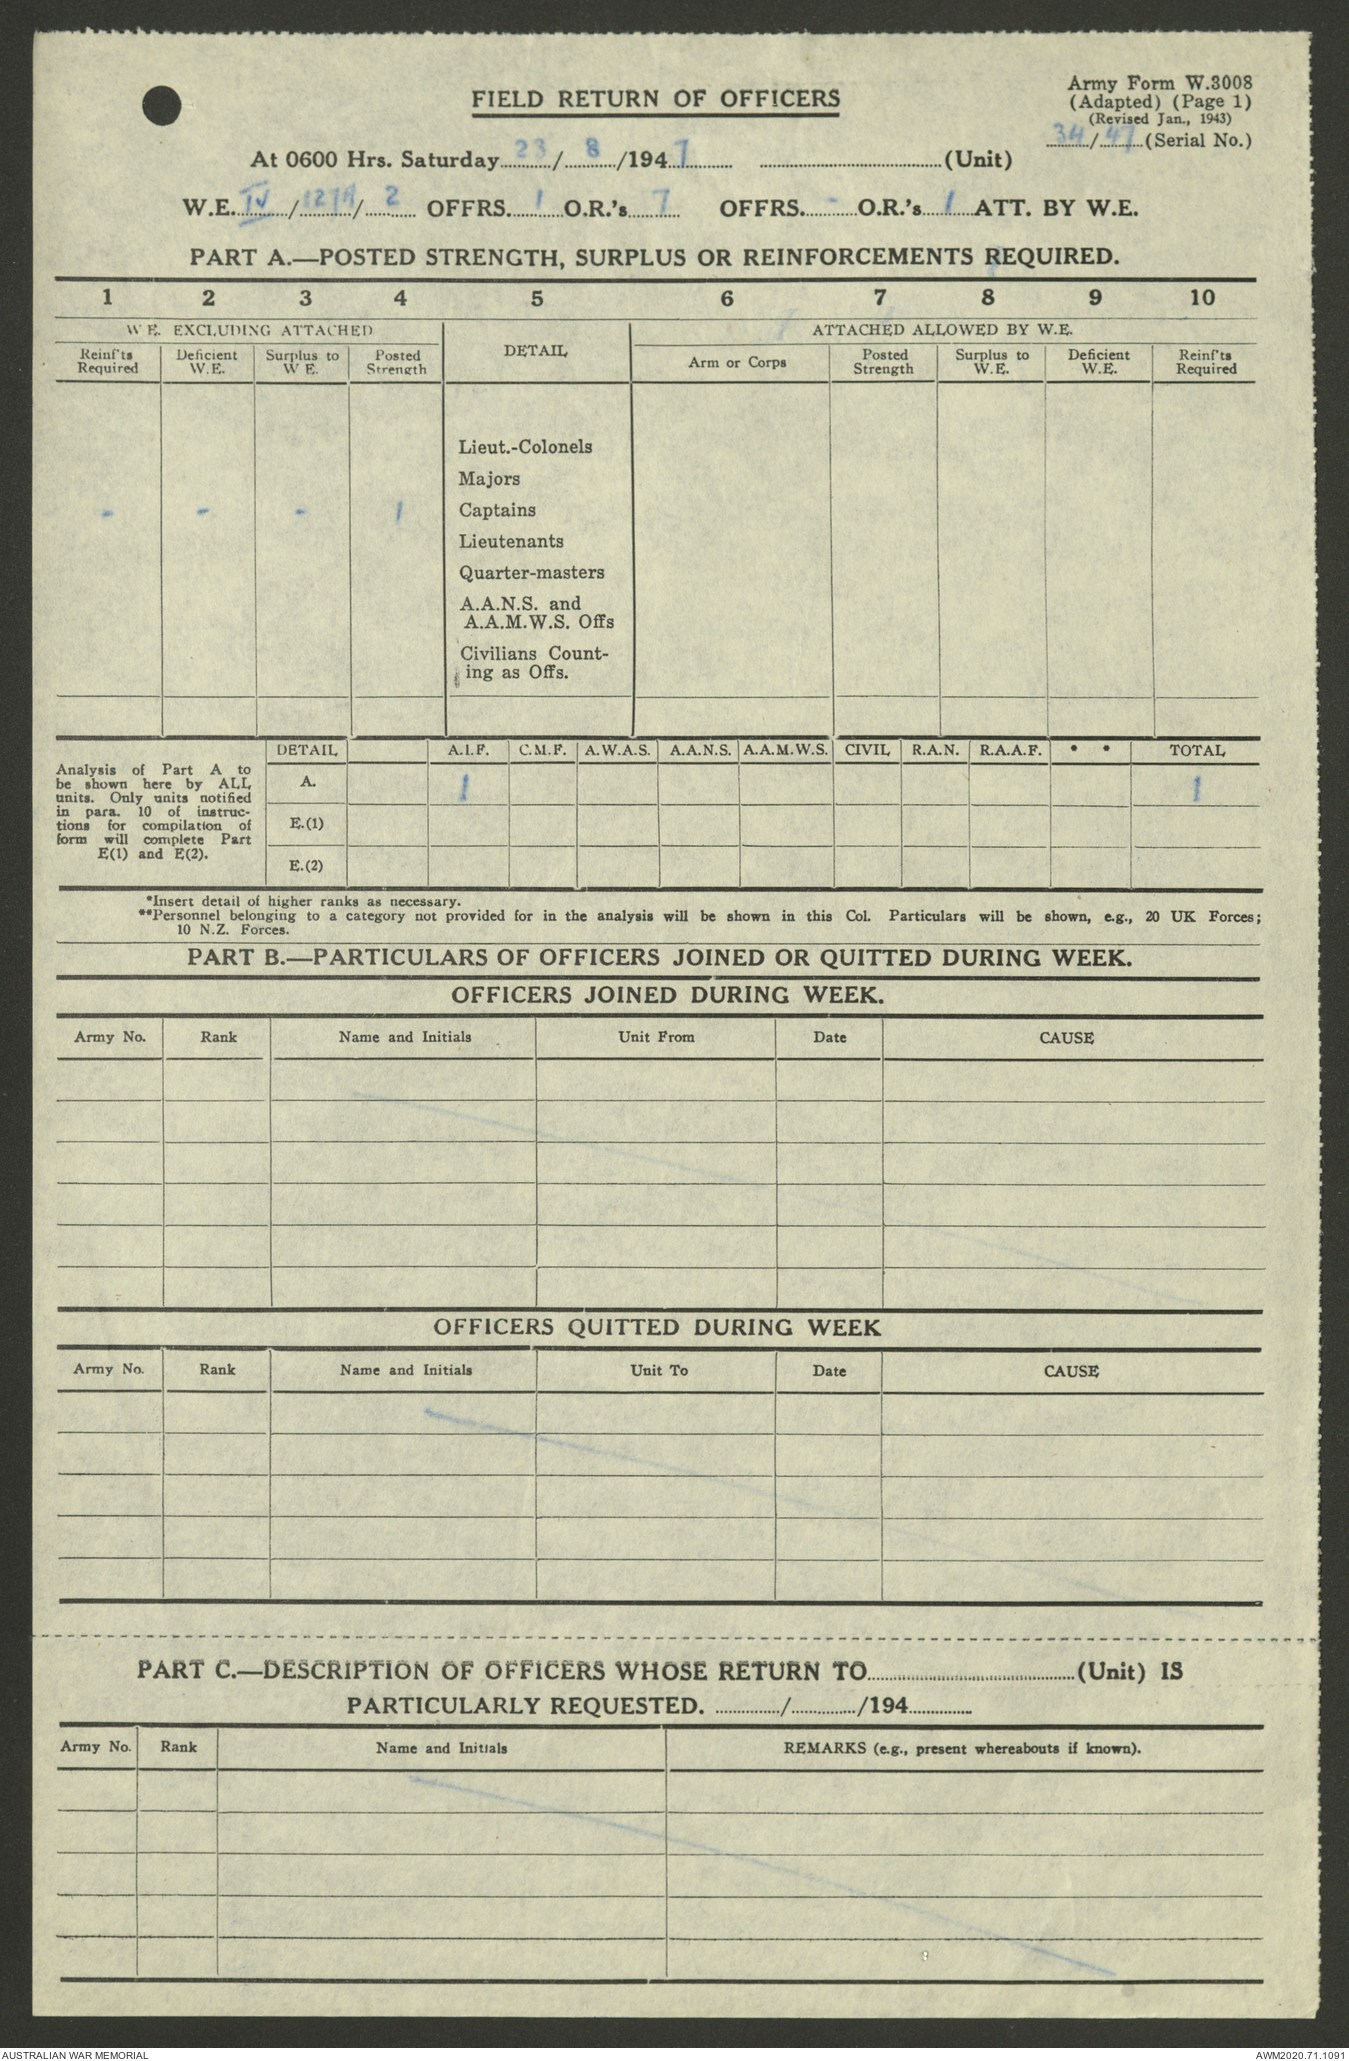 Army Form W.3008
FIELD RETURN OF OFFICERS
(Adapted) (Page 1)
(Revised Jan., 1943)
34/47 (Serial No.)
At 0600 Hrs. Saturday 23/8/1947 (Unit)
W.E. IV/127A/2 OFFRS. 1 O.R.'s 7 OFFRS. - O.R.'s 1 ATT. BY W.E.
PART A.—POSTED STRENGTH, SURPLUS OR REINFORCEMENTS REQUIRED.
1 2 3 4 5 6 7 8 9 10
W E. EXCLUDING ATTACHED
DETAIL
ATTACHED ALLOWED BY W.E.
Reinf'ts Required
Deficient W.E.
Surplus to W E.
Posted Strength
Arm or Corps
Posted Strength
Surplus to W.E.
Deficient W.E.
Reinf'ts Required
Lieut.-Colonels
Majors
- - - 1 Captains
Lieutenants
Quarter-masters
A.A.N.S. and
A.A.M.W.S. Offs
Civilians Count-
ing as Offs.
DETAIL A.I.F. C.M.F. A.W.A.S. A.A.N.S. A.A.M.W.S. CIVIL R.A.N. R.A.A.F. * * TOTAL
Analysis of Part A to
be shown here by ALL
units. Only units notified
in para. 10 of instruc-
tions for compilation of
form will complete Part
E(1) and E(2).
A. 1 1
E.(1)
E.(2)
*Insert detail of higher ranks as necessary.
**Personnel belonging to a category not provided for in the analysis will be shown in this Col. Particulars will be shown, e.g., 20 UK Forces;
10 N.Z. Forces.
PART B.—PARTICULARS OF OFFICERS JOINED OR QUITTED DURING WEEK.
OFFICERS JOINED DURING WEEK.
Army No. Rank Name and Initials Unit From Date CAUSE
OFFICERS QUITTED DURING WEEK
Army No. Rank Name and Initials Unit To Date CAUSE
PART C.—DESCRIPTION OF OFFICERS WHOSE RETURN TO (Unit) IS
PARTICULARLY REQUESTED. / /194
Army No. Rank Name and Initials REMARKS (e.g., present whereabouts if known).
AUSTRALIAN WAR MEMORIAL AWM2020.71.1091